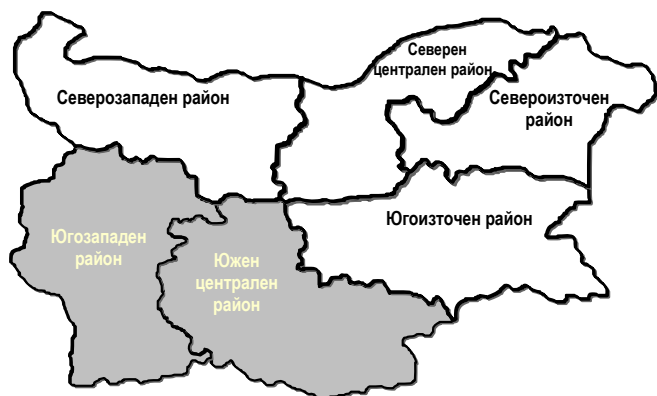 Северен
централен район
Северозападен район
Североизточен
район
Югозападен
район
Югоизточен район
Южен
централен
район